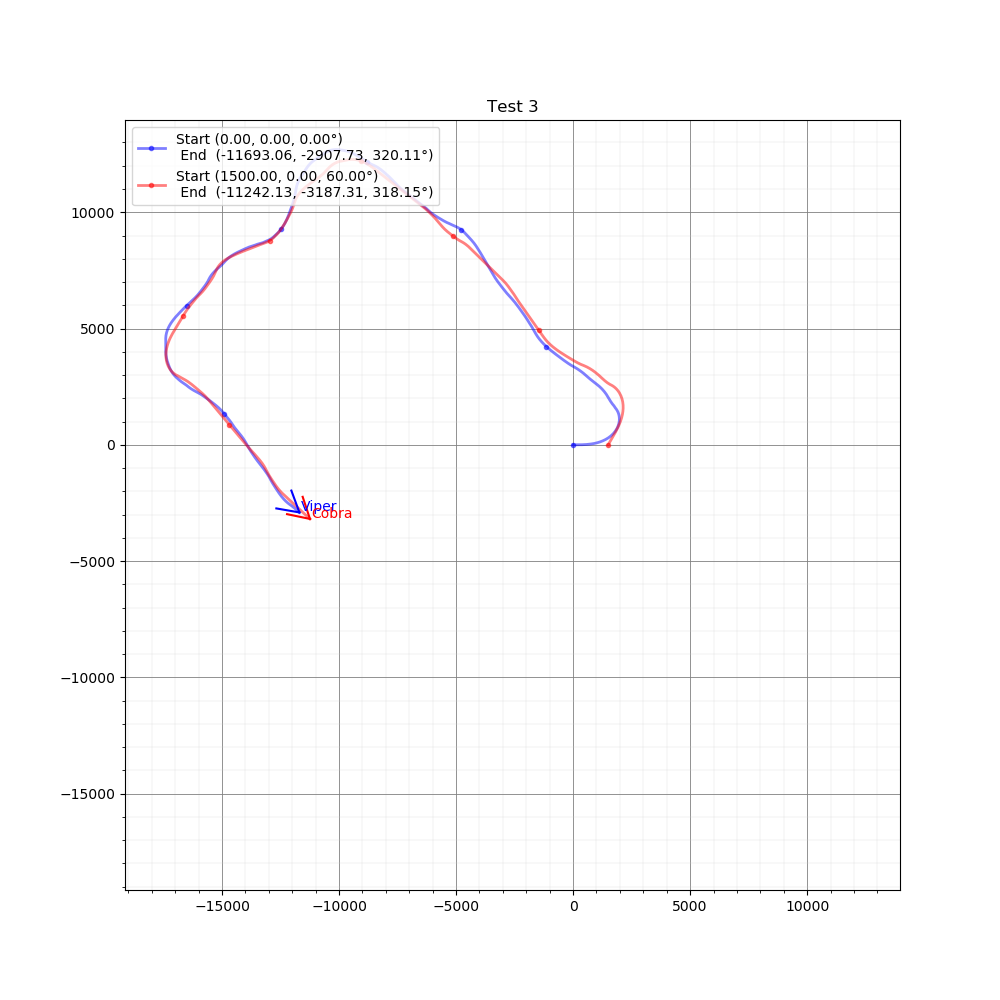 Test 3
Start (0.00, 0.00, 0.00°)
End (-11693.06, -2907.73, 320.11°)
Start (1500.00, 0.00, 60.00°)
End (-11242.13, -3187.31, 318.15°)
10000
5000
0
−5000
−10000
−15000
Viper
Cobra
−15000 −10000 −5000 0 5000 10000